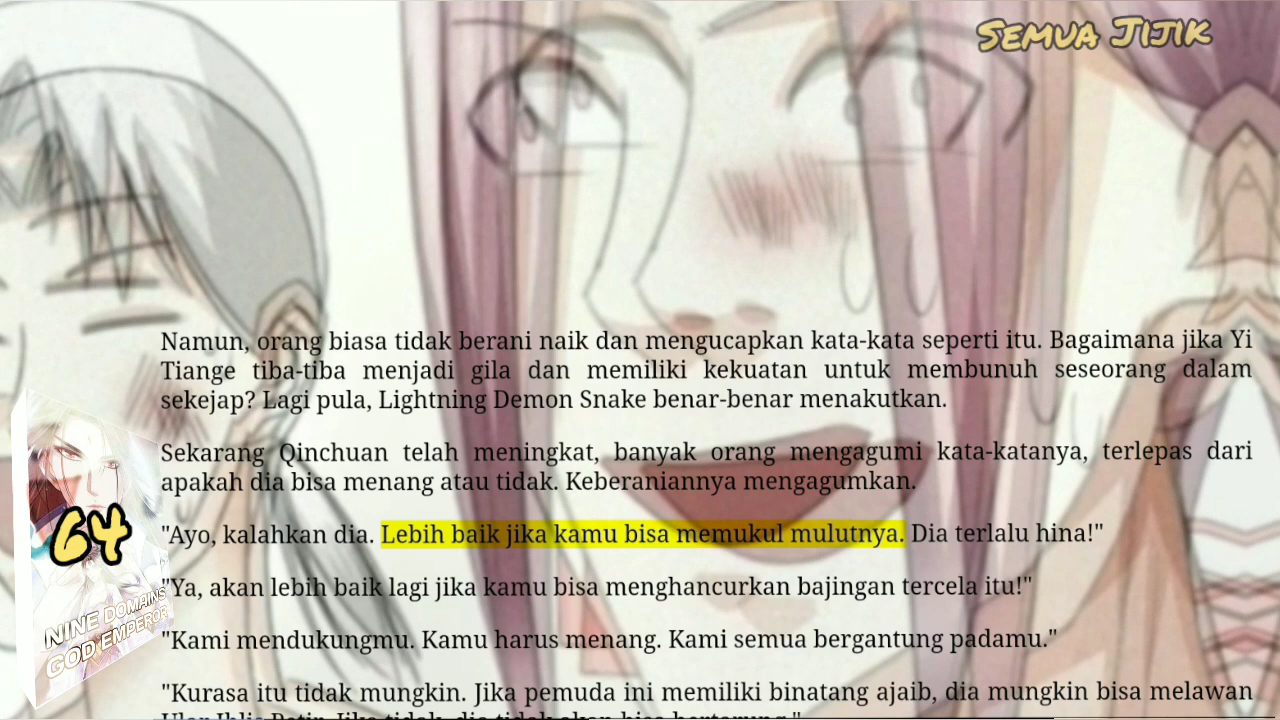 Semua Jijik
Namun, orang biasa tidak berani naik dan mengucapkan kata-kata seperti itu. Bagaimana jika Yi
Tiange tiba-tiba menjadi gila dan memiliki kekuatan untuk membunuh seseorang dalam
sekejap? Lagi pula, Lightning Demon Snake benar-benar menakutkan.
Sekarang Qinchuan telah meningkat, banyak orang mengagumi kata-katanya, terlepas dari
apakah dia bisa menang atau tidak. Keberaniannya mengagumkan.
"Ayo, kalahkan dia. Lebih baik jika kamu bisa memukul mulutnya. Dia terlalu hina!"
"Ya, akan lebih baik lagi jika kamu bisa menghancurkan bajingan tercela itu!"
"Kami mendukungmu. Kamu harus menang. Kami semua bergantung padamu."
"Kurasa itu tidak mungkin. Jika pemuda ini memiliki binatang ajaib, dia mungkin bisa melawan
64
NINE DOMAINS
GOD EMPEROR